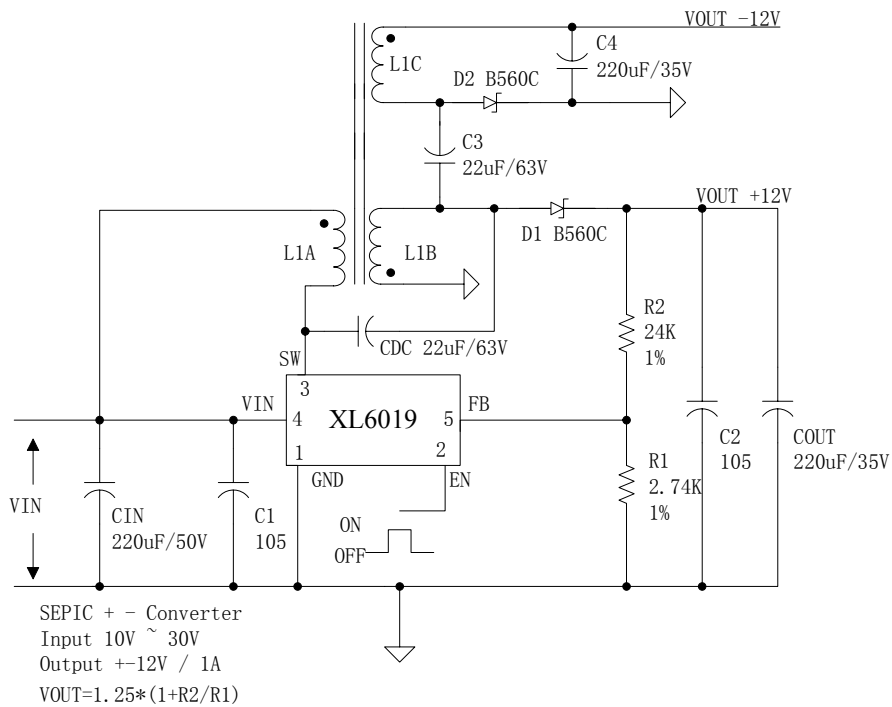 VOUT -12V
C4
220uF/35V
L1C
D2 B560C
C3
22uF/63V
VOUT +12V
D1 B560C
L1A
L1B
R2
24K
1%
CDC 22uF/63V
SW
3
VIN
4
XL6019
5
FB
1
2
GND
EN
C2
105
COUT
220uF/35V
R1
2.74K
1%
VIN
CIN
220uF/50V
C1
105
ON
OFF
SEPIC + - Converter
Input 10V ~ 30V
Output +-12V / 1A
VOUT=1.25*(1+R2/R1)